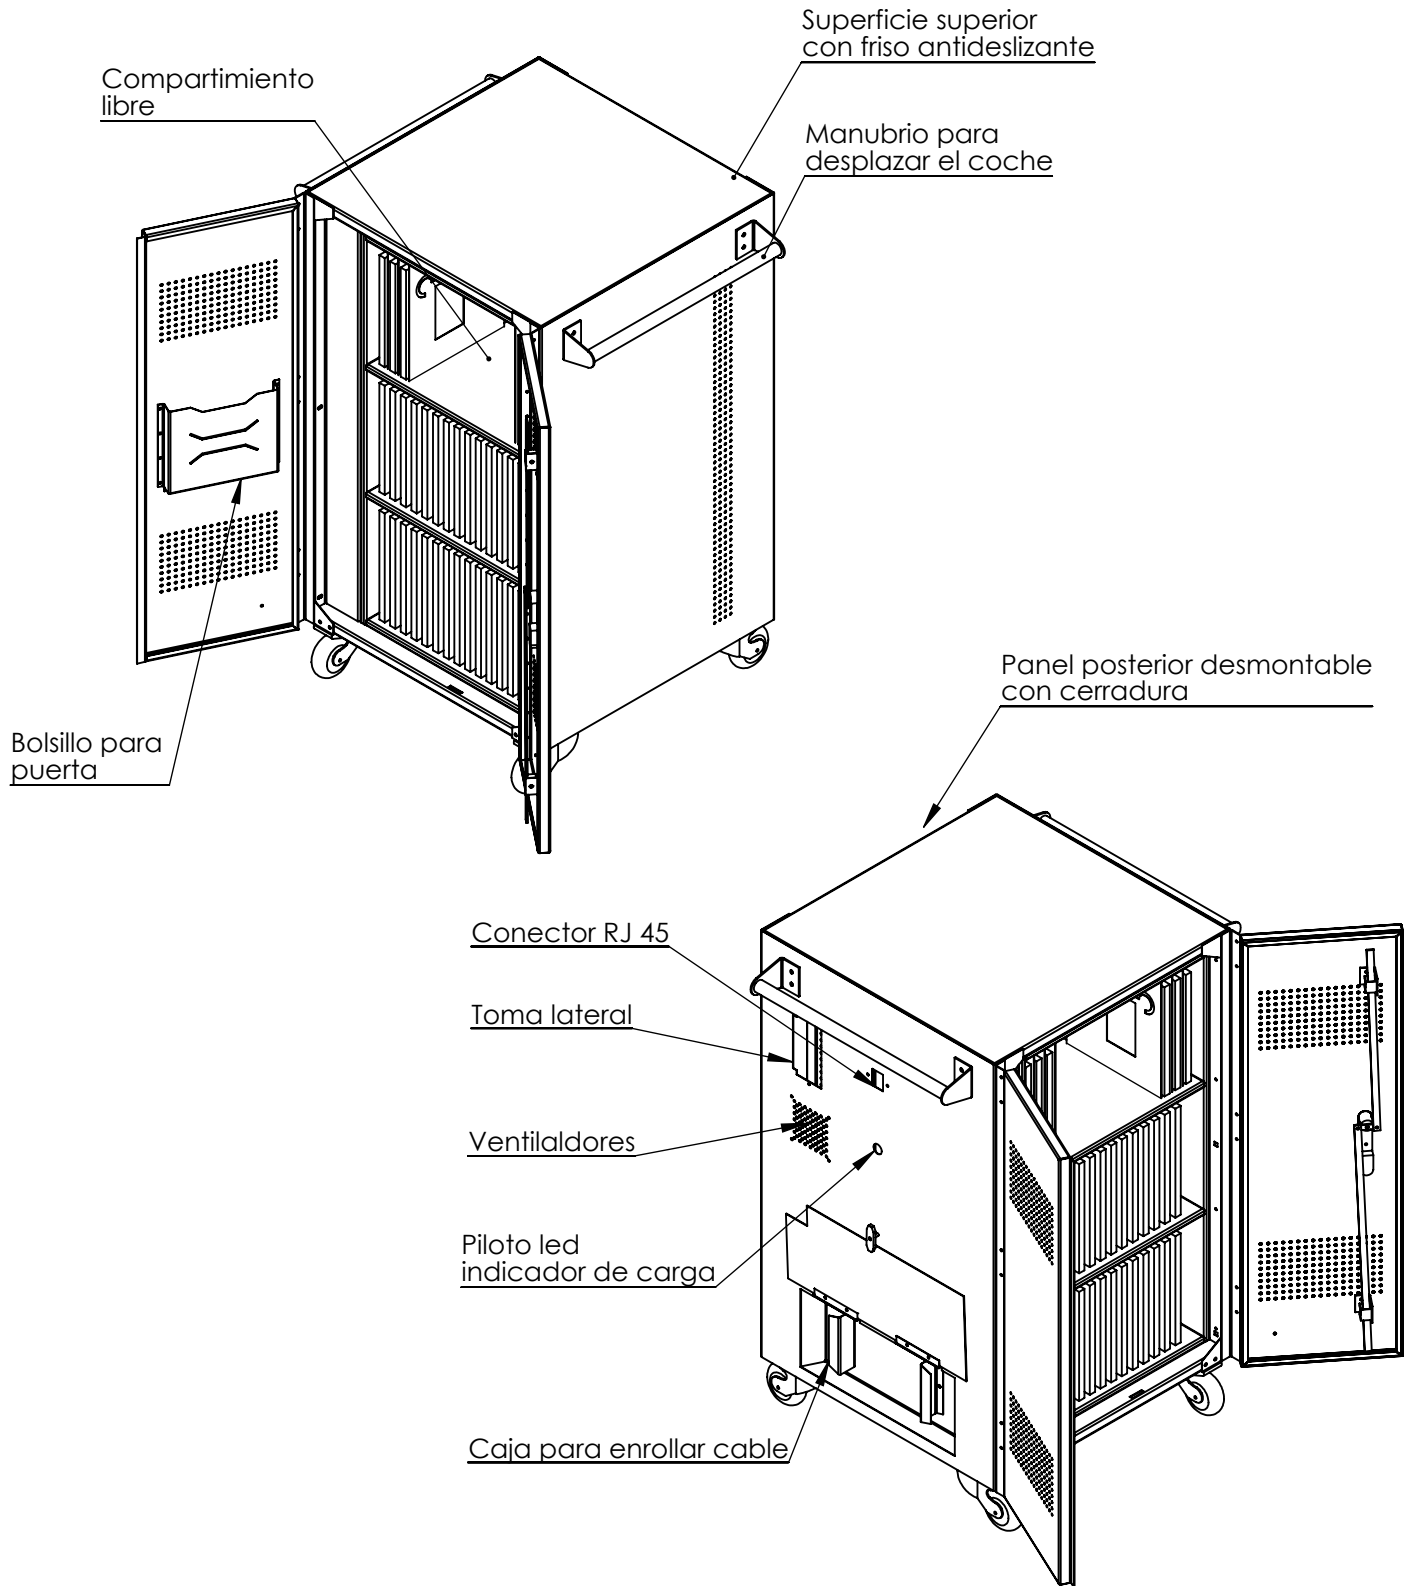 Superficie superior
con friso antideslizante
Compartimiento
libre
Manubrio para
desplazar el coche
Panel posterior desmontable
con cerradura
Bolsillo para
puerta
Conector RJ 45
Toma lateral
Ventilaldores
Piloto led
indicador de carga
Caja para enrollar cable